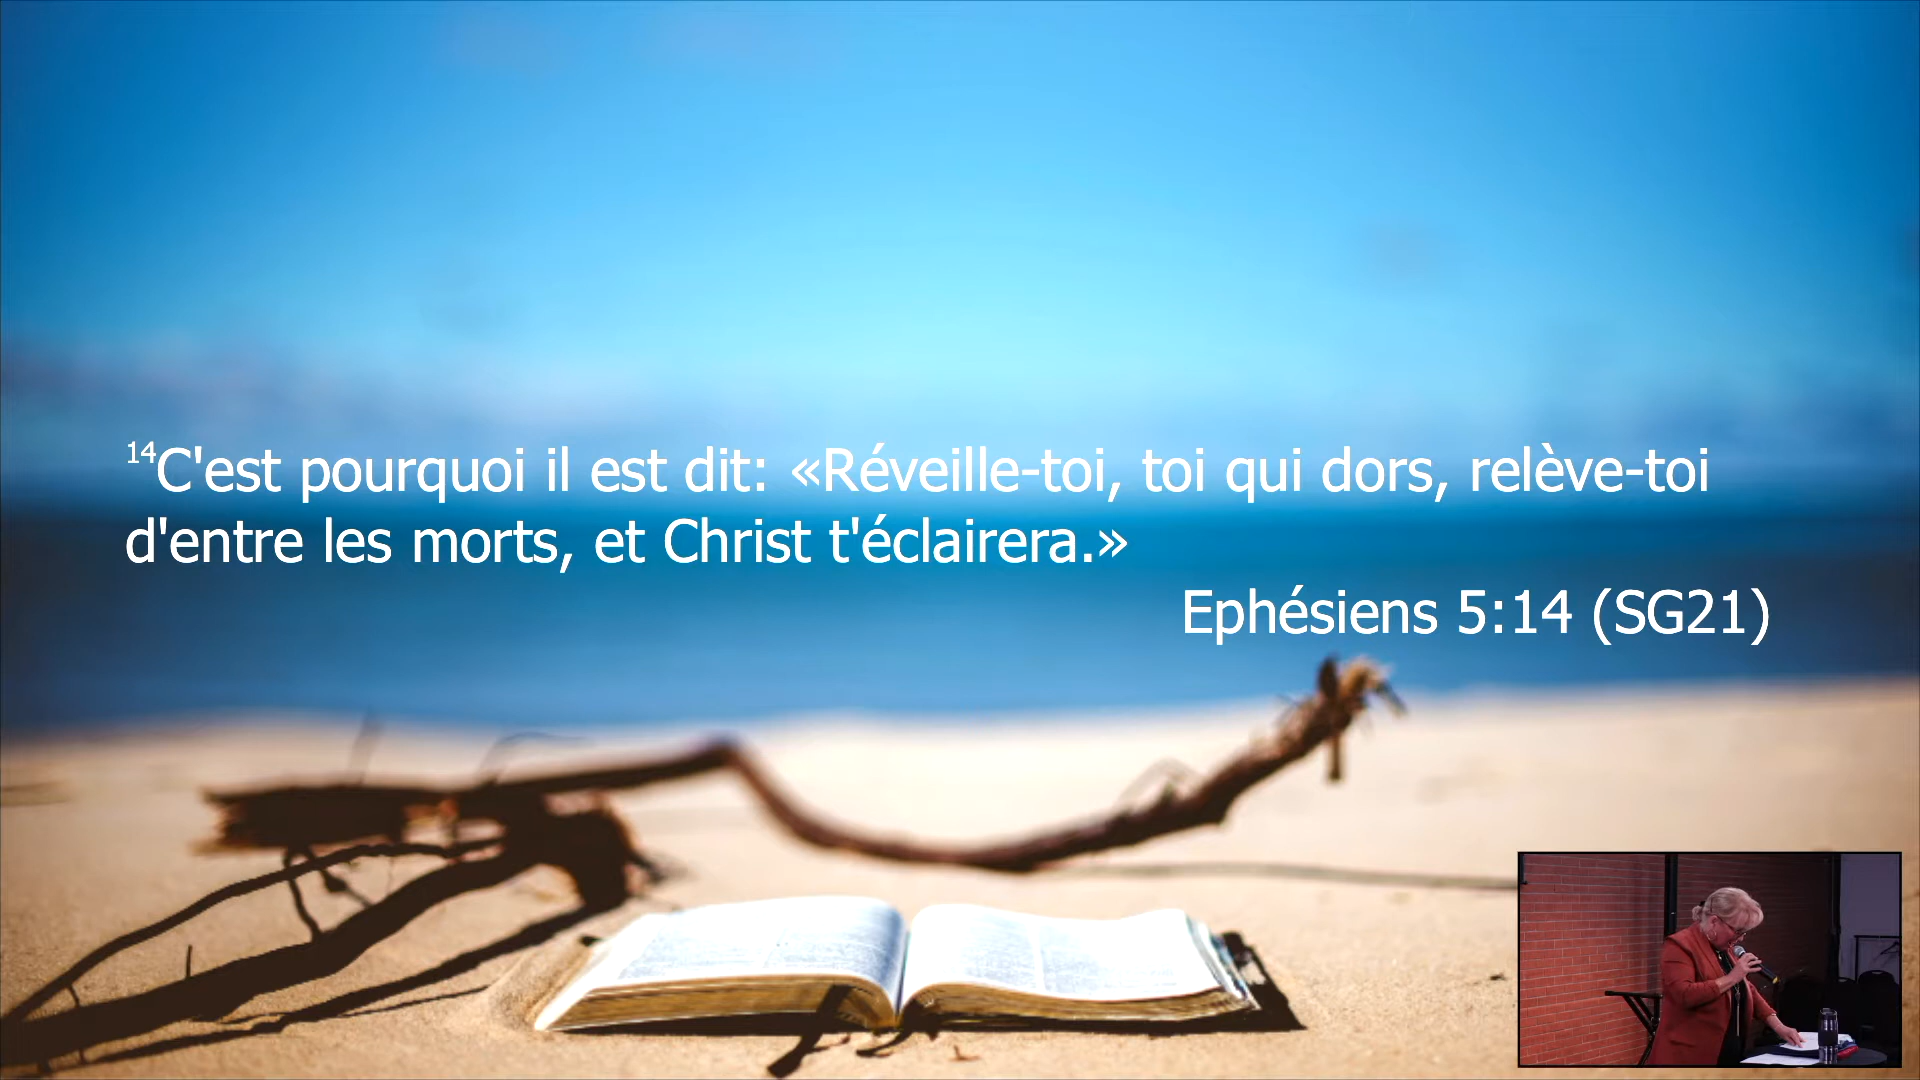 14C'est pourquoi il est dit: «Réveille-toi, toi qui dors, relève-toi
d'entre les morts, et Christ t'éclairera.»
Ephésiens 5:14 (SG21)